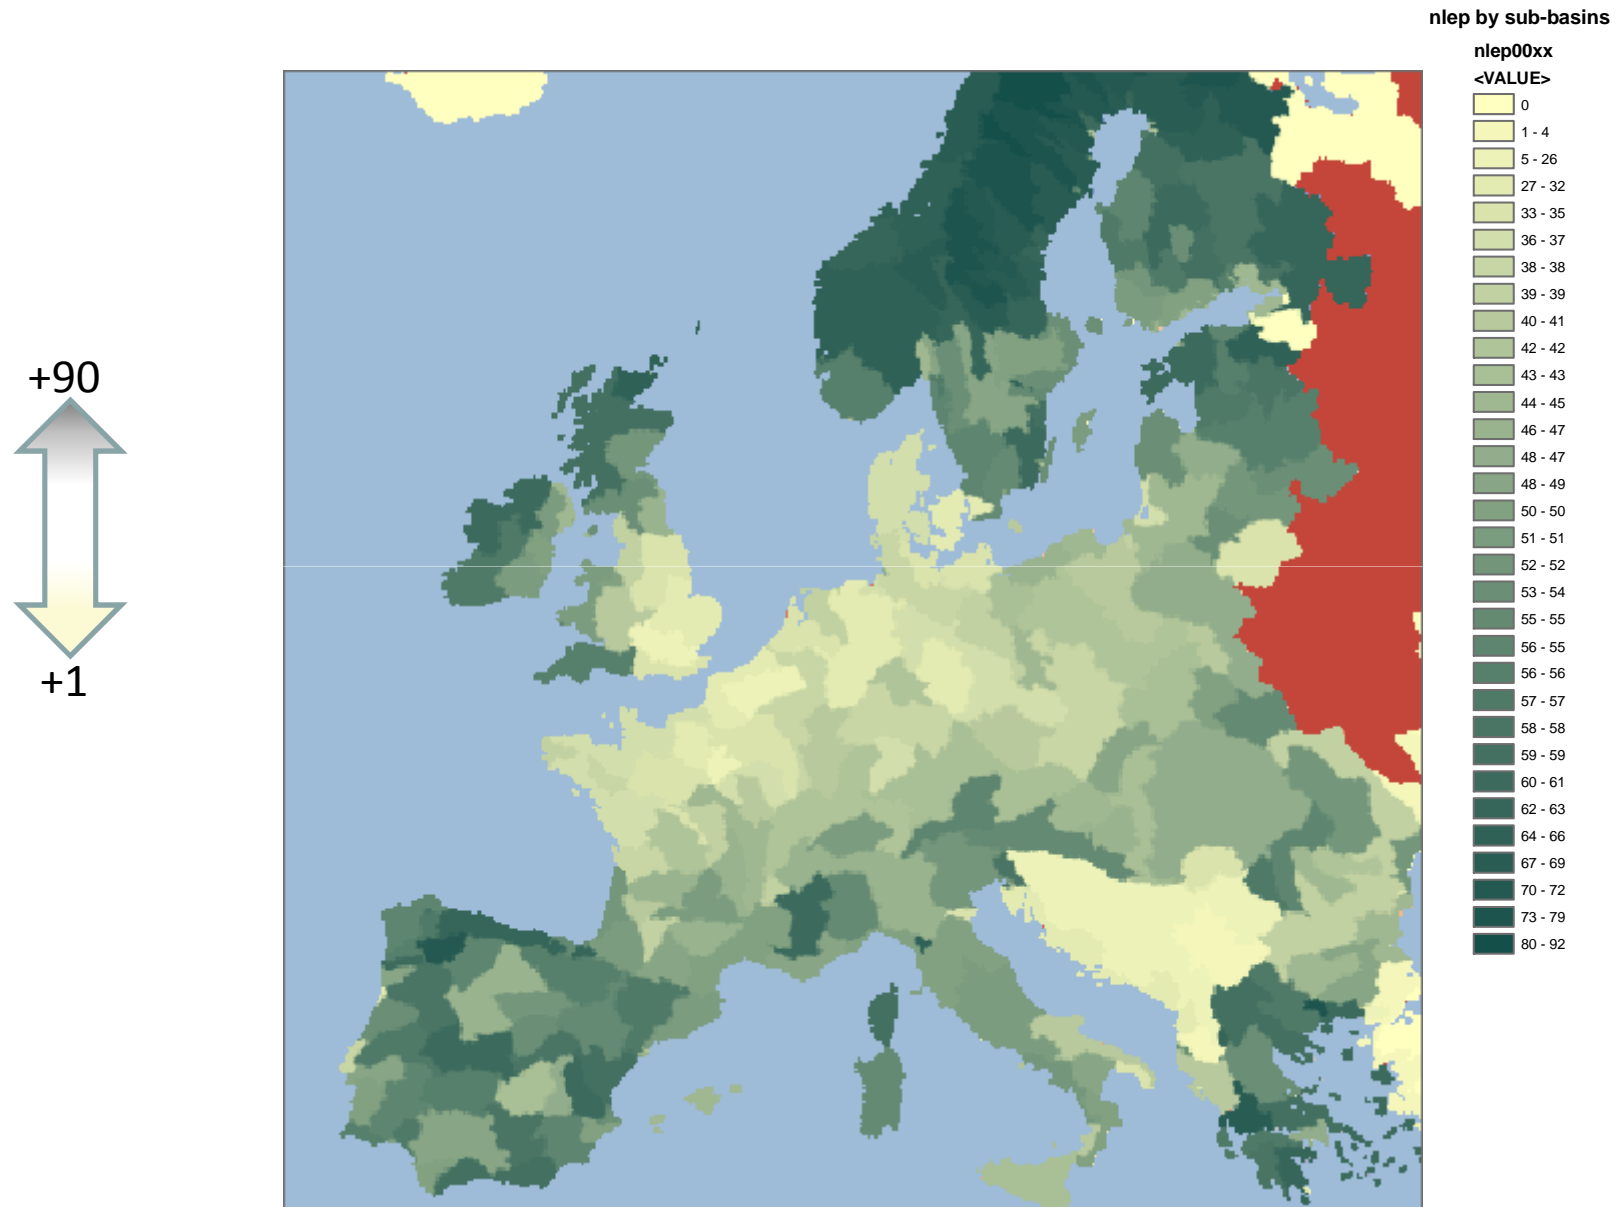 nlep by sub-basins
nlep00xx
<VALUE>
0
1 - 4
5 - 26
27 - 32
33 - 35
36 - 37
38 - 38
39 - 39
40 - 41
42 - 42
43 - 43
44 - 45
46 - 47
48 - 47
48 - 49
50 - 50
51 - 51
52 - 52
53 - 54
55 - 55
56 - 55
56 - 56
57 - 57
58 - 58
59 - 59
60 - 61
62 - 63
64 - 66
67 - 69
70 - 72
73 - 79
80 - 92
+90
+1